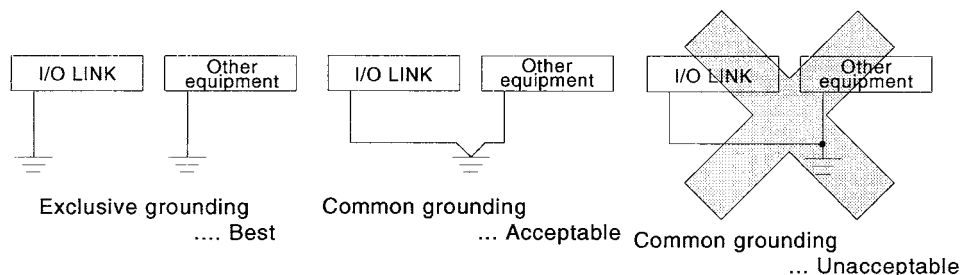 I/O LINK
Other
equipment
I/O LINK
Other
equipment
I/O LINK
Other
equipment
Exclusive grounding
.... Best
Common grounding
... Acceptable
Common grounding
... Unacceptable